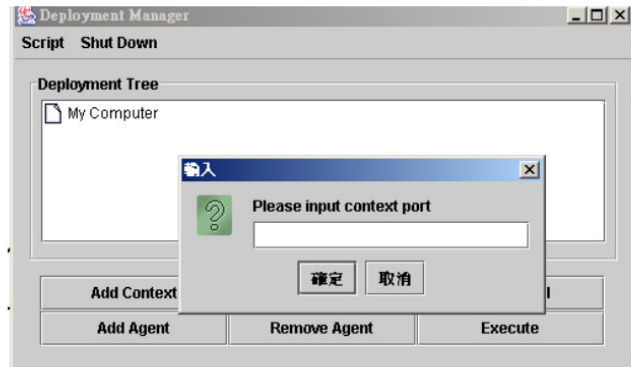 Deployment Manager
Script Shut Down
Deployment Tree
My Computer
輸入
Please input context port
確定 取消
Add Context
Add Agent Remove Agent Execute